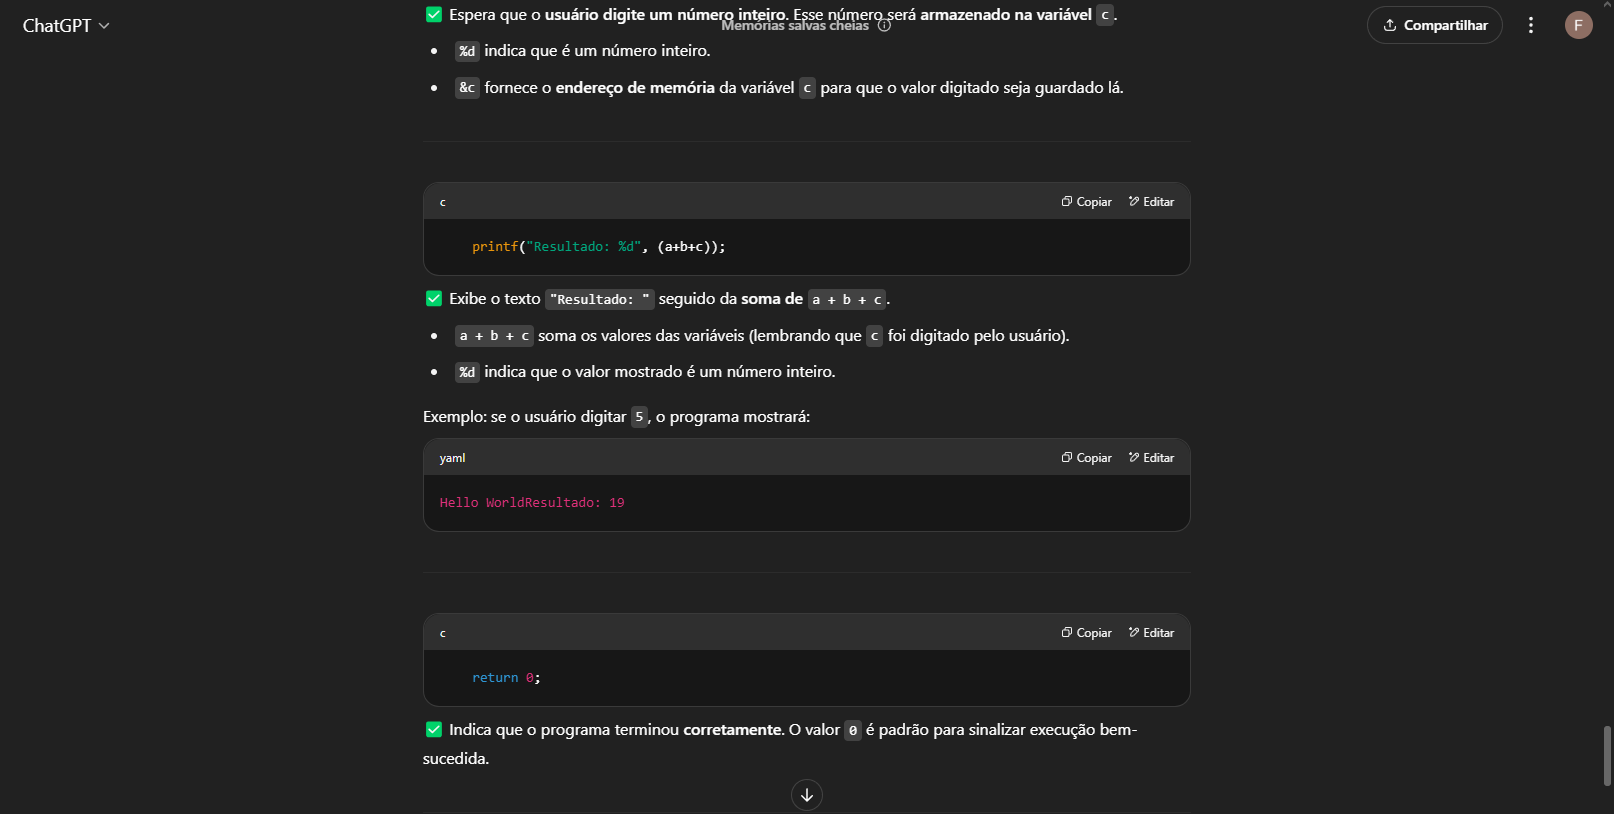 ChatGPT
Memórias salvas cheias
Compartilhar
F
✅ Espera que o usuário digite um número inteiro. Esse número será armazenado na variável c.
• %d indica que é um número inteiro.
• &c fornece o endereço de memória da variável c para que o valor digitado seja guardado lá.
c
Copiar Editar
printf("Resultado: %d", (a+b+c));
✅ Exibe o texto "Resultado: " seguido da soma de a + b + c.
• a + b + c soma os valores das variáveis (lembrando que c foi digitado pelo usuário).
• %d indica que o valor mostrado é um número inteiro.
Exemplo: se o usuário digitar 5, o programa mostrará:
yaml
Copiar Editar
Hello WorldResultado: 19
c
Copiar Editar
return 0;
✅ Indica que o programa terminou corretamente. O valor 0 é padrão para sinalizar execução bem-
sucedida.